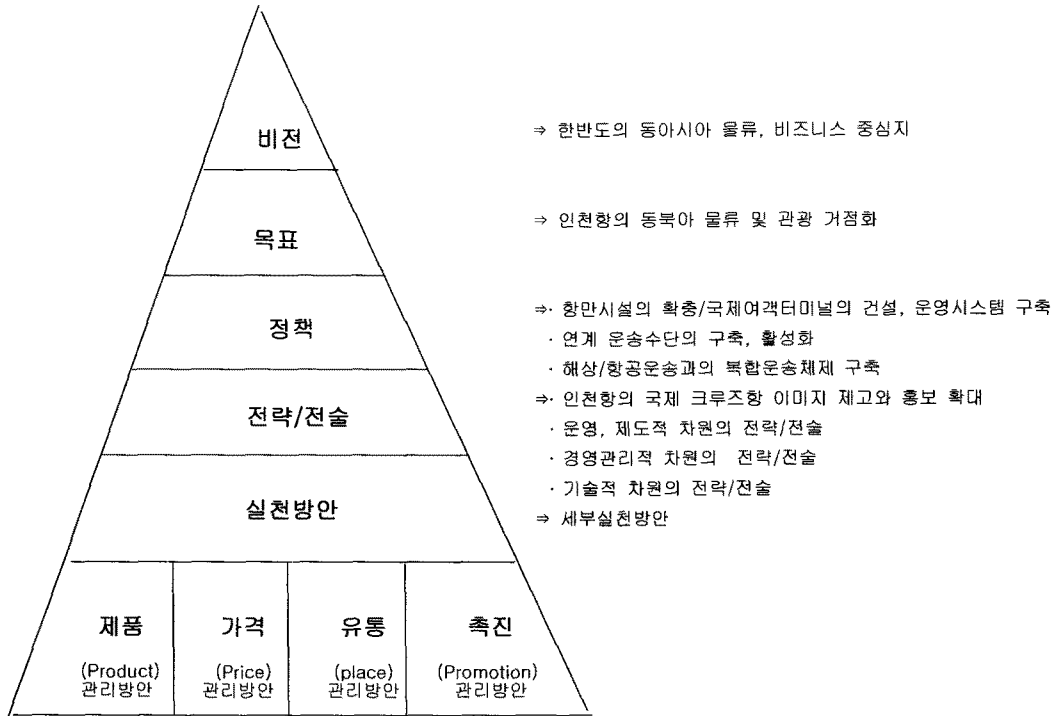 비전
⇒ 한반도의 동아시아 물류, 비즈니스 중심지
목표
⇒ 인천항의 동북아 물류 및 관광 거점화
정책
⇒· 항만시설의 확충/국제여객터미널의 건설, 운영시스템 구축
· 연계 운송수단의 구축, 활성화
· 해상/항공운송과의 복합운송체제 구축
전략/전술
⇒· 인천항의 국제 크루즈항 이미지 제고와 홍보 확대
· 운영, 제도적 차원의 전략/전술
· 경영관리적 차원의 전략/전술
· 기술적 차원의 전략/전술
실천방안
⇒ 세부실천방안
제품
(Product)
관리방안
가격
(Price)
관리방안
유통
(place)
관리방안
촉진
(Promotion)
관리방안